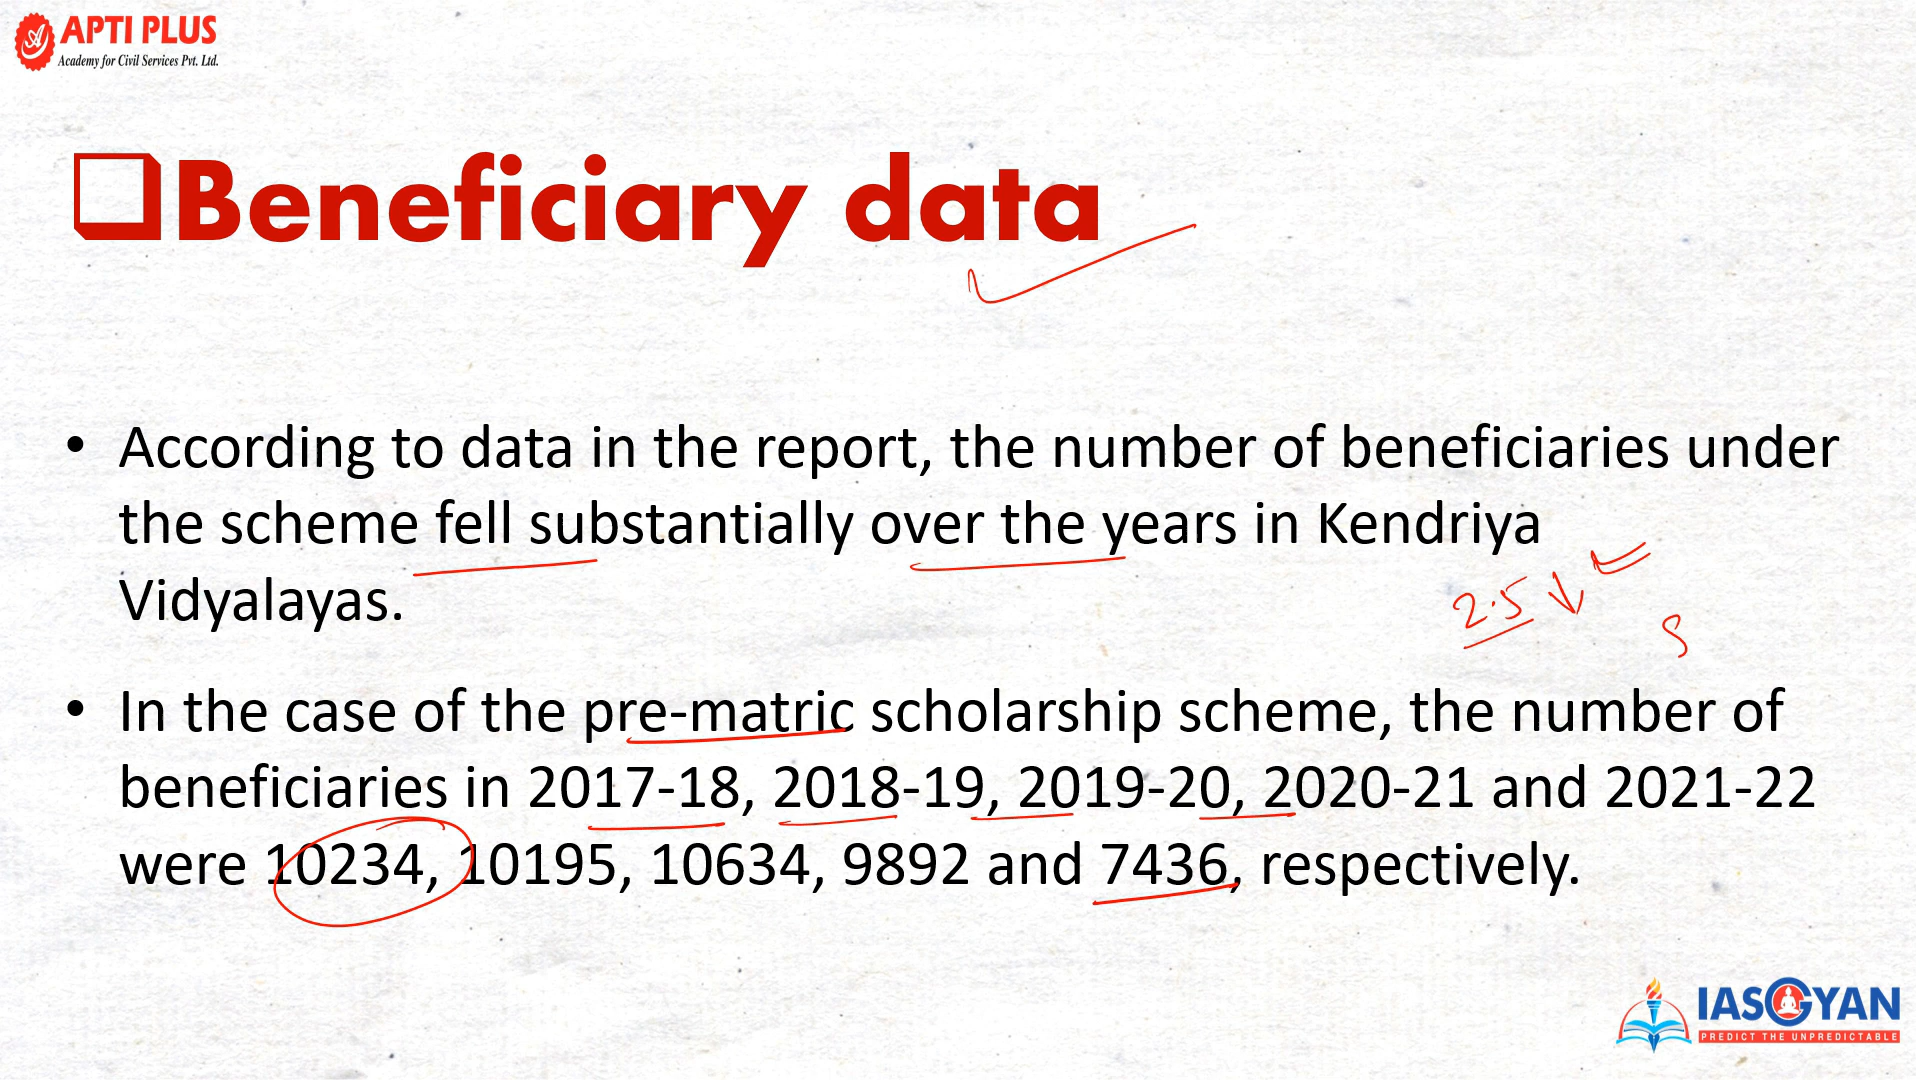 APTI PLUS
Academy for Civil Services Pvt. Ltd.
Beneficiary data
• According to data in the report, the number of beneficiaries under
the scheme fell substantially over the years in Kendriya
Vidyalayas.
2.5
• In the case of the pre-matric scholarship scheme, the number of
beneficiaries in 2017-18, 2018-19, 2019-20, 2020-21 and 2021-22
were 10234, 10195, 10634, 9892 and 7436, respectively.
IASGYAN
PREDICT THE UNPREDICTABLE